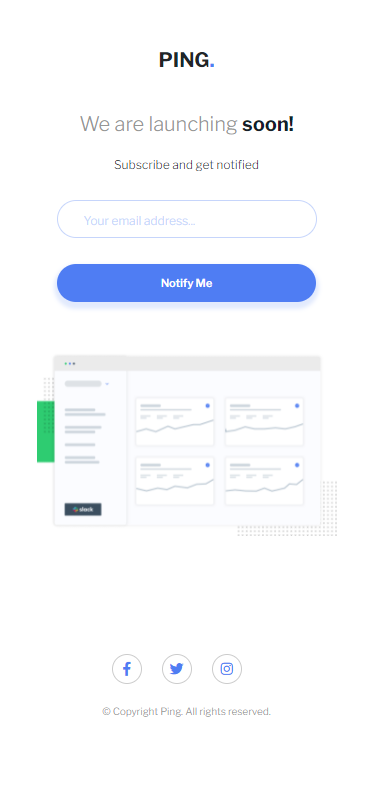 PING.
We are launching soon!
Subscribe and get notified
Your email address...
Notify Me
slack
© Copyright Ping. All rights reserved.